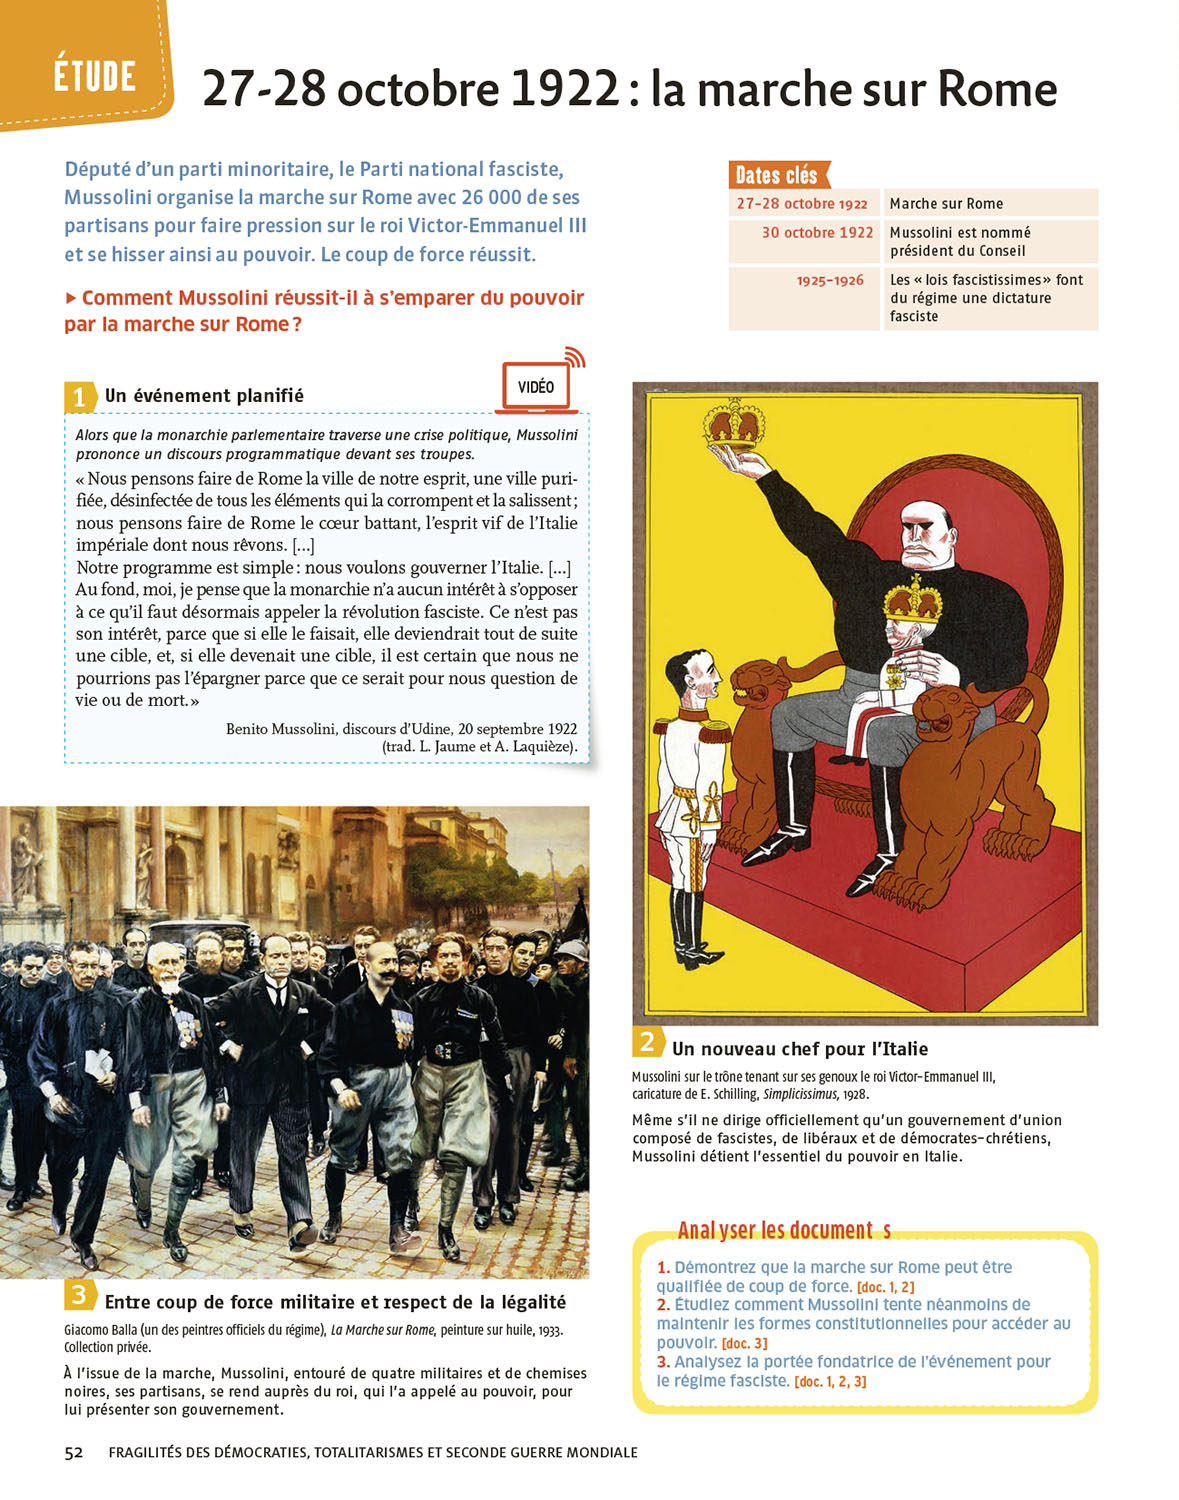 ÉTUDE
27-28 octobre 1922 : la marche sur Rome
Député d'un parti minoritaire, le Parti national fasciste,
Mussolini organise la marche sur Rome avec 26 000 de ses
partisans pour faire pression sur le roi Victor-Emmanuel III
et se hisser ainsi au pouvoir. Le coup de force réussit.
▶ Comment Mussolini réussit-il à s'emparer du pouvoir
par la marche sur Rome ?
Dates clés
27-28 octobre 1922 Marche sur Rome
30 octobre 1922 Mussolini est nommé
président du Conseil
1925-1926 Les « lois fascistissimes » font
du régime une dictature
fasciste
1 Un événement planifié
VIDÉO
Alors que la monarchie parlementaire traverse une crise politique, Mussolini
prononce un discours programmatique devant ses troupes.
« Nous pensons faire de Rome la ville de notre esprit, une ville puri-
fiée, désinfectée de tous les éléments qui la corrompent et la salissent ;
nous pensons faire de Rome le cœur battant, l'esprit vif de l'Italie
impériale dont nous rêvons. [...]
Notre programme est simple : nous voulons gouverner l'Italie. [...]
Au fond, moi, je pense que la monarchie n'a aucun intérêt à s'opposer
à ce qu'il faut désormais appeler la révolution fasciste. Ce n'est pas
son intérêt, parce que si elle le faisait, elle deviendrait tout de suite
une cible, et, si elle devenait une cible, il est certain que nous ne
pourrions pas l'épargner parce que ce serait pour nous question de
vie ou de mort. »
Benito Mussolini, discours d'Udine, 20 septembre 1922
(trad. L. Jaume et A. Laquièze).
2 Un nouveau chef pour l'Italie
Mussolini sur le trône tenant sur ses genoux le roi Victor-Emmanuel III,
caricature de E. Schilling, Simplicissimus, 1928.
Même s'il ne dirige officiellement qu'un gouvernement d'union
composé de fascistes, de libéraux et de démocrates-chrétiens,
Mussolini détient l'essentiel du pouvoir en Italie.
3 Entre coup de force militaire et respect de la légalité
Giacomo Balla (un des peintres officiels du régime), La Marche sur Rome, peinture sur huile, 1933.
Collection privée.
À l'issue de la marche, Mussolini, entouré de quatre militaires et de chemises
noires, ses partisans, se rend auprès du roi, qui l'a appelé au pouvoir, pour
lui présenter son gouvernement.
Analyser les document s
1. Démontrez que la marche sur Rome peut être
qualifiée de coup de force. [doc. 1, 2]
2. Étudiez comment Mussolini tente néanmoins de
maintenir les formes constitutionnelles pour accéder au
pouvoir. [doc. 3]
3. Analysez la portée fondatrice de l'événement pour
le régime fasciste. [doc. 1, 2, 3]
52 FRAGILITÉS DES DÉMOCRATIES, TOTALITARISMES ET SECONDE GUERRE MONDIALE